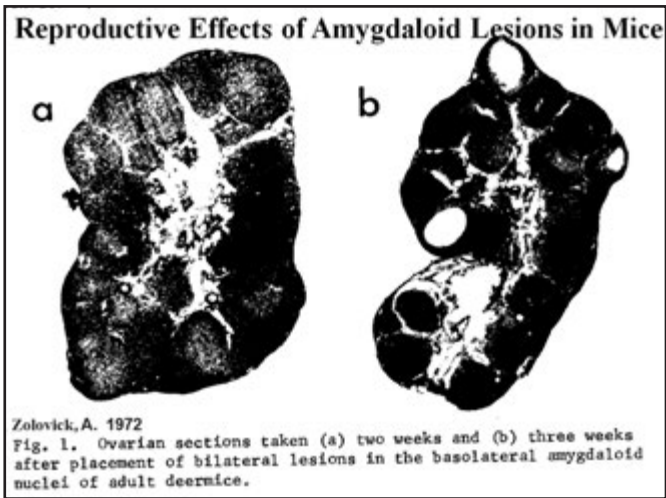 Reproductive Effects of Amygdaloid Lesions in Mice
a
b
Zolovick, A. 1972
Fig. 1. Ovarian sections taken (a) two weeks and (b) three weeks
after placement of bilateral lesions in the basolateral amygdaloid
nuclei of adult deermice.